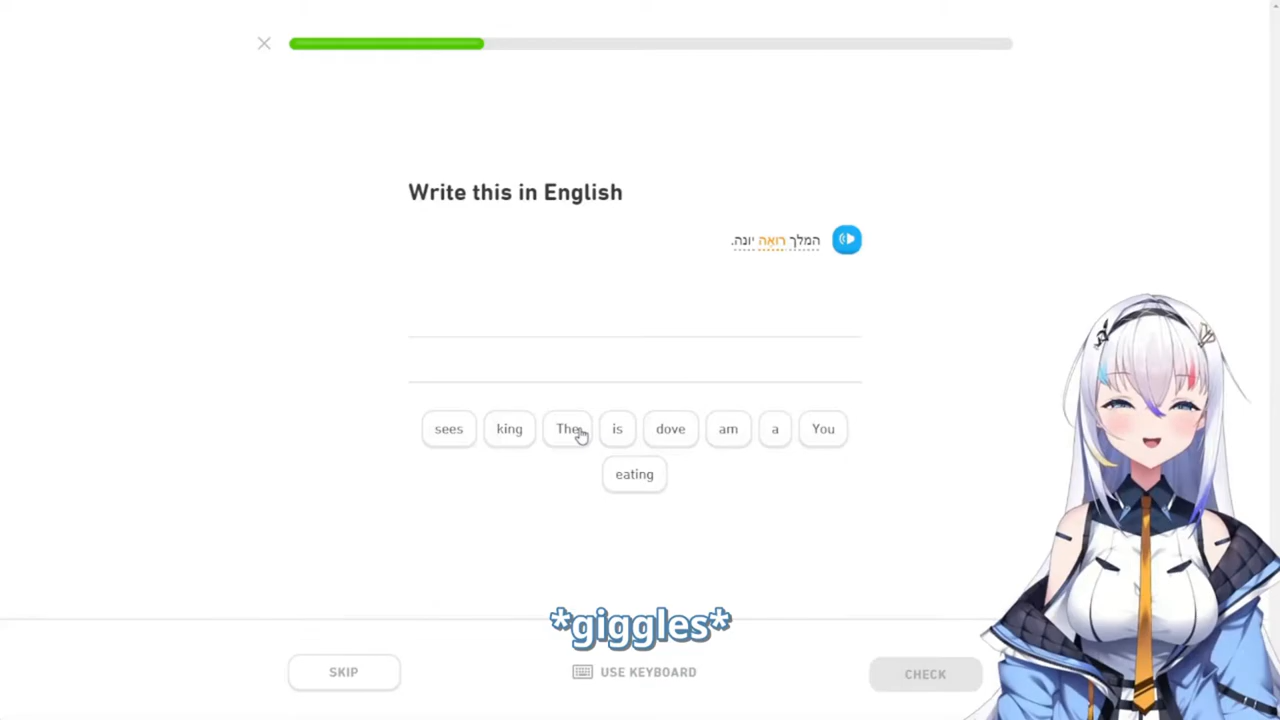 Write this in English
המלך רואה יונה.
sees king The is dove am a You
eating
*giggles*
SKIP USE KEYBOARD CHECK